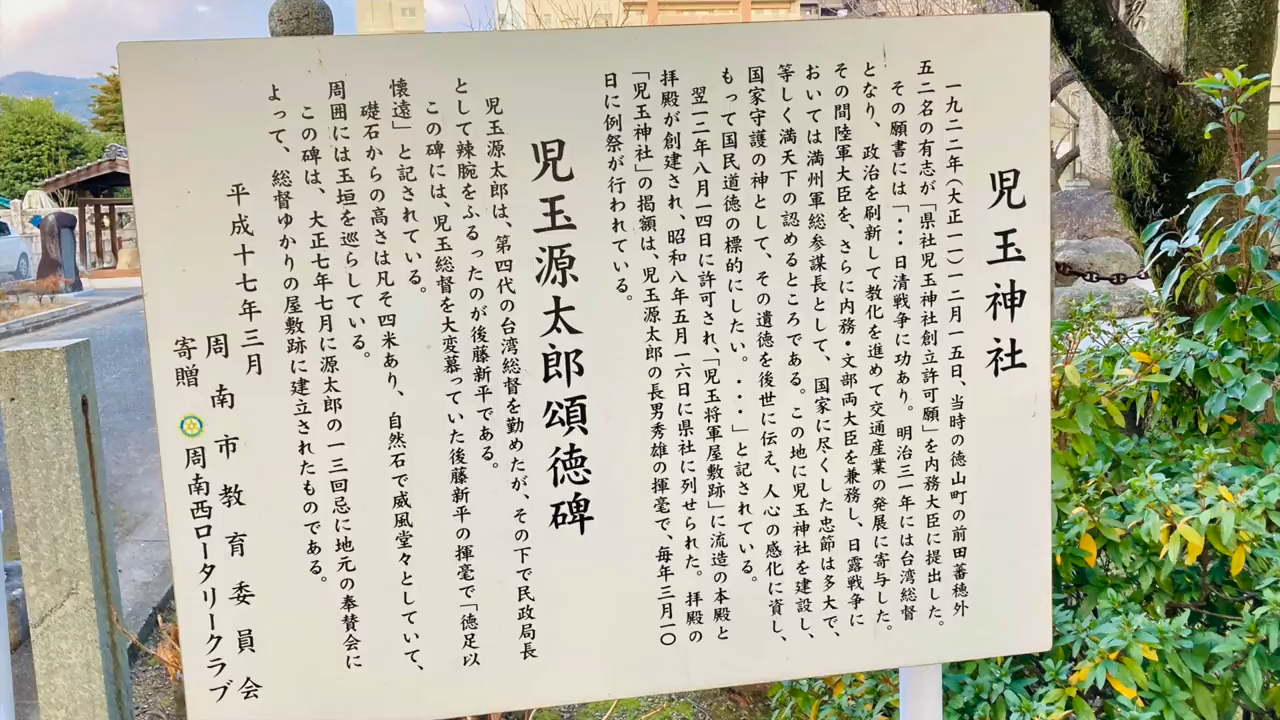 児玉神社
一九二二年（大正一一）一二月一五日、当時の徳山町の前田蕃穂外
五二名の有志が「県社児玉神社創立許可願」を内務大臣に提出した。
その願書には「・・・日清戦争に功あり。明治三一年には台湾総督
となり、政治を刷新して教化を進めて交通産業の発展に寄与した。
その間陸軍大臣を、さらに内務・文部両大臣を兼務し、日露戦争に
おいては満州軍総参謀長として、国家に尽くした忠節は多大で、
等しく満天下の認めるところである。この地に児玉神社を建設し、
国家守護の神として、その遺徳を後世に伝え、人心の感化に資し、
もって国民道徳の標的にしたい。・・・」と記されている。
翌一二年八月一四日に許可され、「児玉将軍屋敷跡」に流造の本殿と
拝殿が創建され、昭和八年五月一六日に県社に列せられた。拝殿の
「児玉神社」の掲額は、児玉源太郎の長男秀雄の揮毫で、毎年三月一〇
日に例祭が行われている。
児玉源太郎頌徳碑
児玉源太郎は、第四代の台湾総督を勤めたが、その下で民政局長
として辣腕をふるったのが後藤新平である。
この碑には、児玉総督を大変慕っていた後藤新平の揮毫で「徳足以
懐遠」と記されている。
礎石からの高さは凡そ四米あり、自然石で威風堂々としていて、
周囲には玉垣を巡らしている。
この碑は、大正七年七月に源太郎の一三回忌に地元の奉賛会に
よって、総督ゆかりの屋敷跡に建立されたものである。
平成十七年三月
周南市教育委員会
寄贈 周南西ロータリークラブ